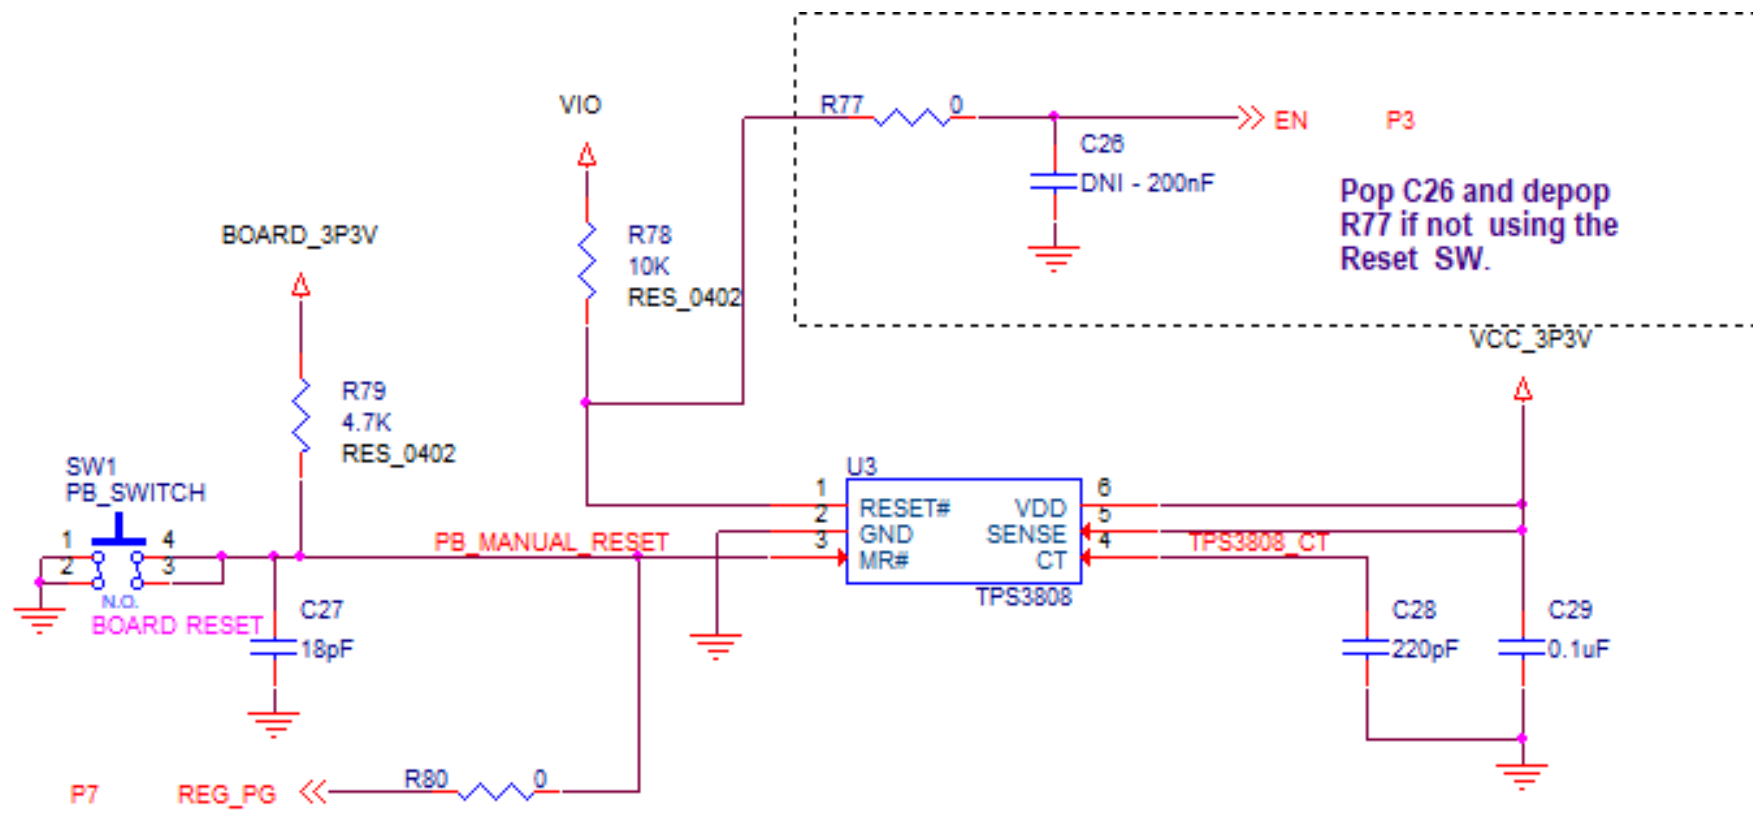 R77
0
EN
P3
VIO
C26
DNI - 200nF
Pop C26 and depop
R77 if not using the
Reset SW.
BOARD_3P3V
R78
10K
RES_0402
VCC_3P3V
R79
4.7K
RES_0402
SW1
PB_SWITCH
U3
1
RESET#
VDD
6
2
GND
SENSE
5
3
MR#
CT
4
TPS3808
PB_MANUAL_RESET
TPS3808_CT
1
4
2
3
N.O.
BOARD RESET
C27
18pF
C28
220pF
C29
0.1uF
R80
0
P7
REG_PG